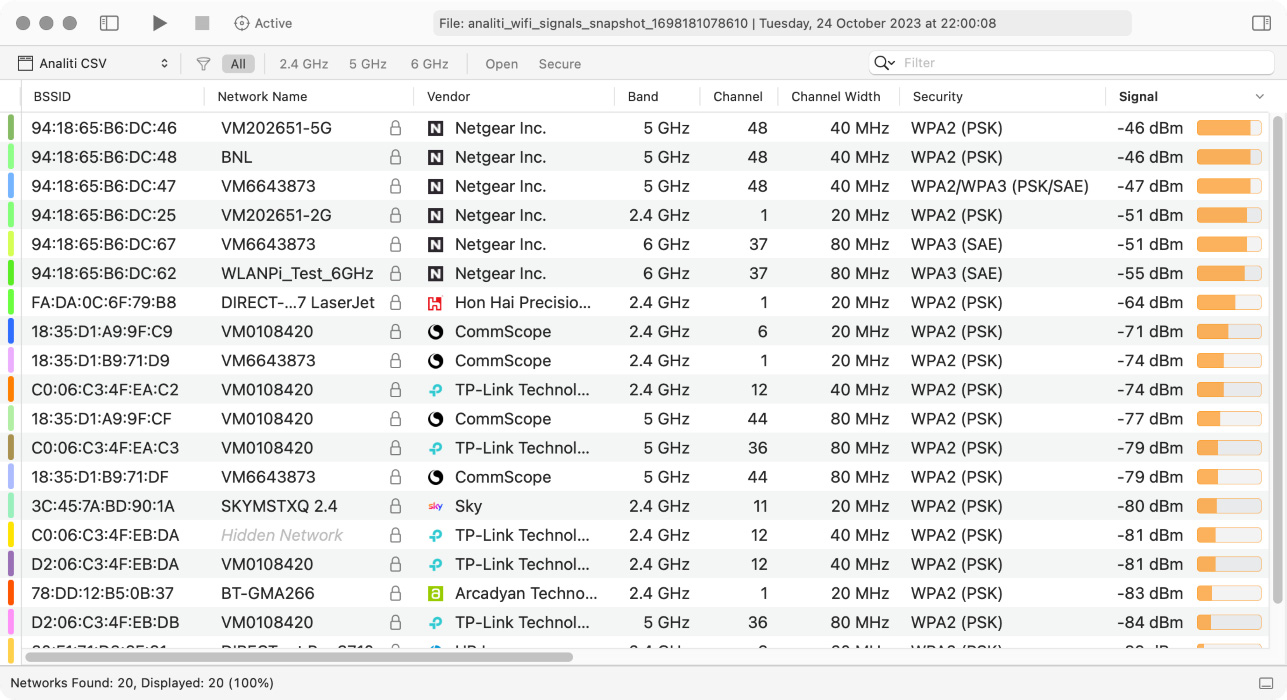 Active File: analiti_wifi_signals_snapshot_1698181078610 | Tuesday, 24 October 2023 at 22:00:08
Analiti CSV All 2.4 GHz 5 GHz 6 GHz Open Secure Filter
BSSID Network Name Vendor Band Channel Channel Width Security Signal
94:18:65:B6:DC:46 VM202651-5G N Netgear Inc. 5 GHz 48 40 MHz WPA2 (PSK) -46 dBm
94:18:65:B6:DC:48 BNL N Netgear Inc. 5 GHz 48 40 MHz WPA2 (PSK) -46 dBm
94:18:65:B6:DC:47 VM6643873 N Netgear Inc. 5 GHz 48 40 MHz WPA2/WPA3 (PSK/SAE) -47 dBm
94:18:65:B6:DC:25 VM202651-2G N Netgear Inc. 2.4 GHz 1 20 MHz WPA2 (PSK) -51 dBm
94:18:65:B6:DC:67 VM6643873 N Netgear Inc. 6 GHz 37 80 MHz WPA3 (SAE) -51 dBm
94:18:65:B6:DC:62 WLANPi_Test_6GHz N Netgear Inc. 6 GHz 37 80 MHz WPA3 (SAE) -55 dBm
FA:DA:0C:6F:79:B8 DIRECT-...7 LaserJet Hon Hai Precisio... 2.4 GHz 1 20 MHz WPA2 (PSK) -64 dBm
18:35:D1:A9:9F:C9 VM0108420 CommScope 2.4 GHz 6 20 MHz WPA2 (PSK) -71 dBm
18:35:D1:B9:71:D9 VM6643873 CommScope 2.4 GHz 1 20 MHz WPA2 (PSK) -74 dBm
C0:06:C3:4F:EA:C2 VM0108420 TP-Link Technol... 2.4 GHz 12 40 MHz WPA2 (PSK) -74 dBm
18:35:D1:A9:9F:CF VM0108420 CommScope 5 GHz 44 80 MHz WPA2 (PSK) -77 dBm
C0:06:C3:4F:EA:C3 VM0108420 TP-Link Technol... 5 GHz 36 80 MHz WPA2 (PSK) -79 dBm
18:35:D1:B9:71:DF VM6643873 CommScope 5 GHz 44 80 MHz WPA2 (PSK) -79 dBm
3C:45:7A:BD:90:1A SKYMSTXQ 2.4 sky Sky 2.4 GHz 11 20 MHz WPA2 (PSK) -80 dBm
C0:06:C3:4F:EB:DA Hidden Network TP-Link Technol... 2.4 GHz 12 40 MHz WPA2 (PSK) -81 dBm
D2:06:C3:4F:EB:DA VM0108420 TP-Link Technol... 2.4 GHz 12 40 MHz WPA2 (PSK) -81 dBm
78:DD:12:B5:0B:37 BT-GMA266 a Arcadyan Techno... 2.4 GHz 1 20 MHz WPA2 (PSK) -83 dBm
D2:06:C3:4F:EB:DB VM0108420 TP-Link Technol... 5 GHz 36 80 MHz WPA2 (PSK) -84 dBm
Networks Found: 20, Displayed: 20 (100%)